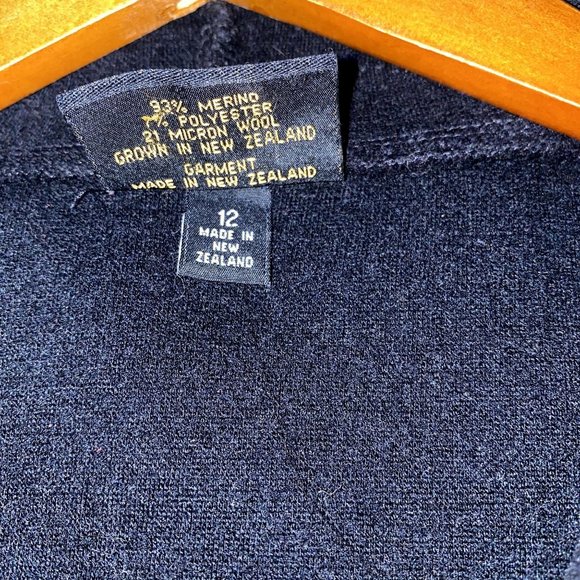 93% MERINO
7% POLYESTER
21 MICRON WOOL
GROWN IN NEW ZEALAND
GARMENT
MADE IN NEW ZEALAND
12
MADE IN
NEW
ZEALAND